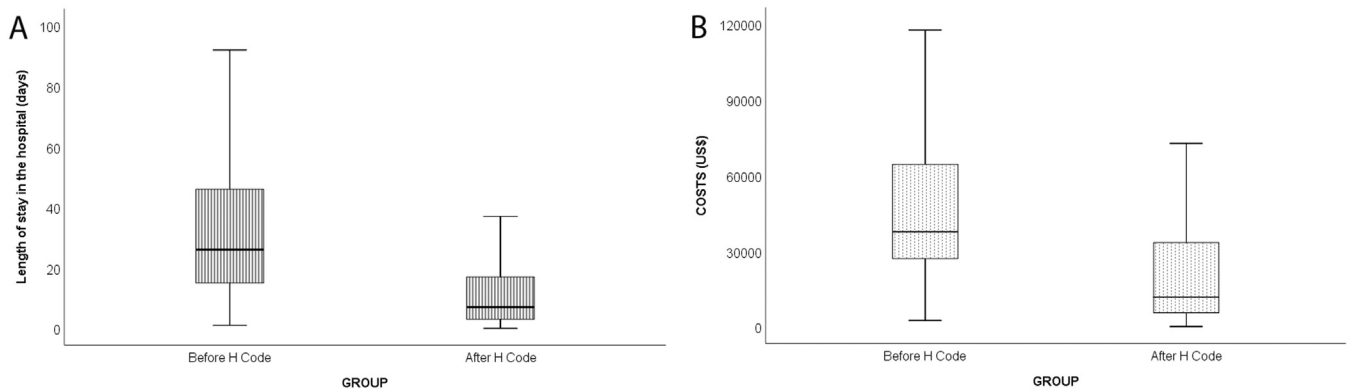 A
Length of stay in the hospital (days)
100
80
60
40
20
0
Before H Code
After H Code
GROUP
B
COSTS (US$)
120000
90000
60000
30000
0
Before H Code
After H Code
GROUP